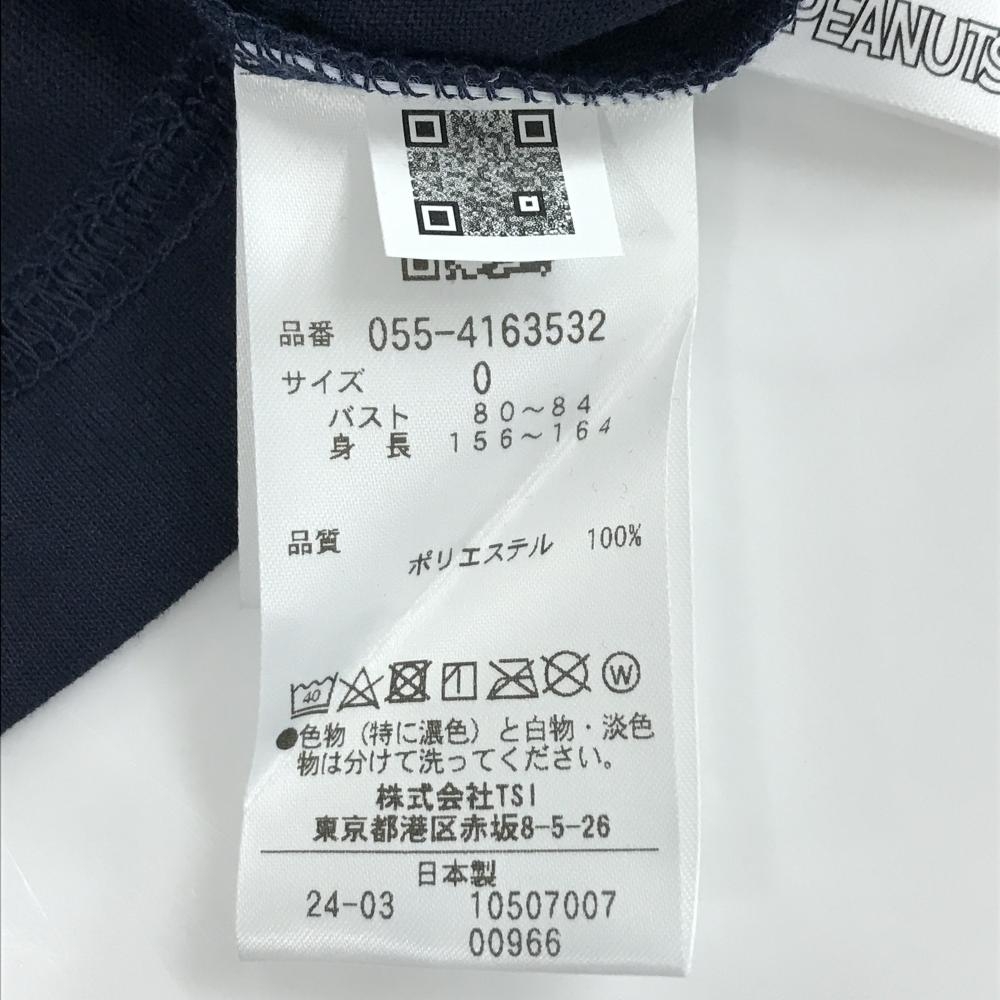 PEANUTS
品番 055-4163532
サイズ 0
バスト 80～84
身長 156～164
品質 ポリエステル 100%
40
W
●色物（特に濃色）と白物・淡色
物は分けて洗ってください。
株式会社TSI
東京都港区赤坂8-5-26
日本製
24-03 10507007
00966